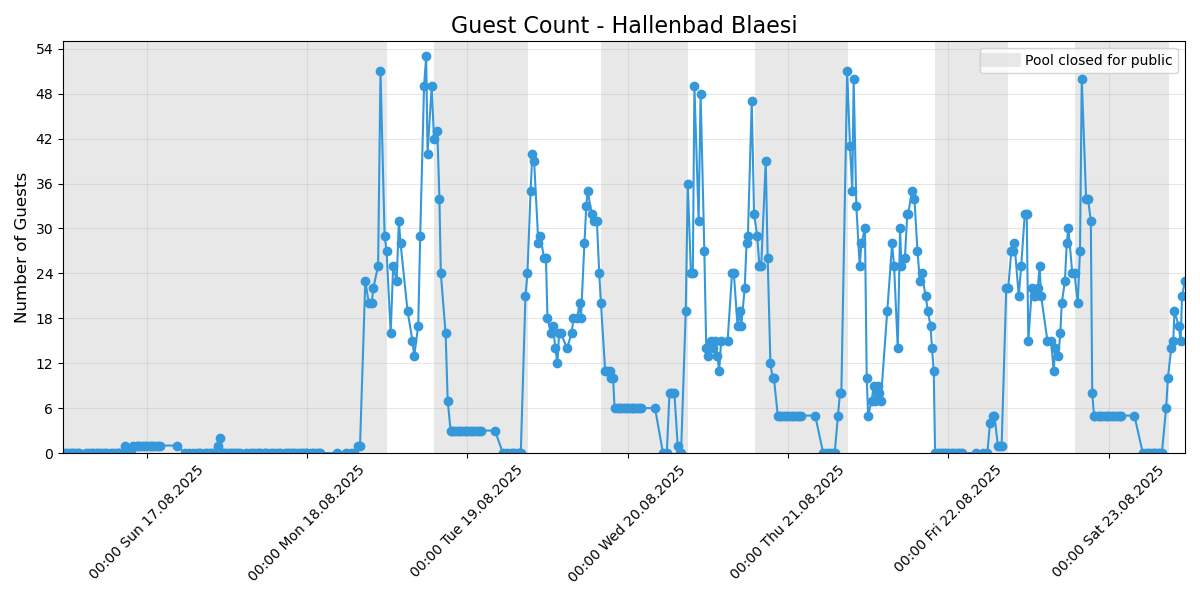 Guest Count - Hallenbad Blaesi
Pool closed for public
Number of Guests
54
48
42
36
30
24
18
12
6
0
00:00 Sun 17.08.2025
00:00 Mon 18.08.2025
00:00 Tue 19.08.2025
00:00 Wed 20.08.2025
00:00 Thu 21.08.2025
00:00 Fri 22.08.2025
00:00 Sat 23.08.2025